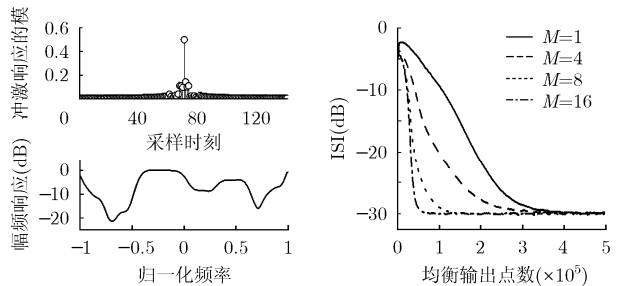 冲激响应的模
0.6
0.4
0.2
0
40
80
120
采样时刻
幅频响应(dB)
0
−10
−20
−1
−0.5
0
0.5
1
归一化频率
ISI(dB)
0
−10
−20
−30
0
1
2
3
4
5
均衡输出点数(×10⁵)
M=1
M=4
M=8
M=16